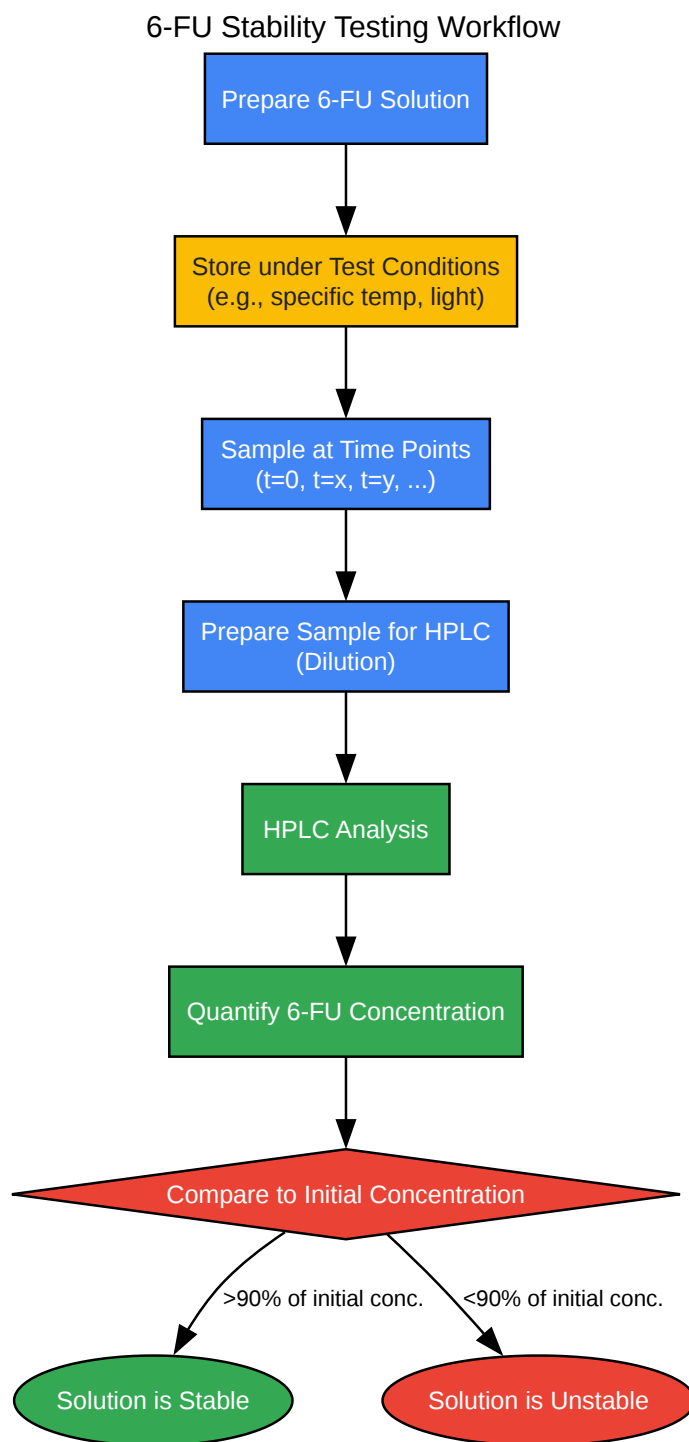 6-FU Stability Testing Workflow
Prepare 6-FU Solution
Store under Test Conditions
(e.g., specific temp, light)
Sample at Time Points
(t=0, t=x, t=y, ...)
Prepare Sample for HPLC
(Dilution)
HPLC Analysis
Quantify 6-FU Concentration
Compare to Initial Concentration
>90% of initial conc.
<90% of initial conc.
Solution is Stable
Solution is Unstable